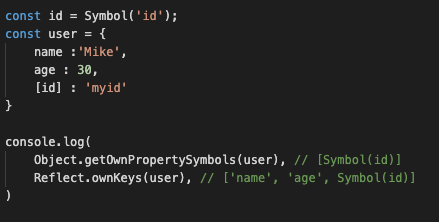 const id = Symbol('id');
const user = {
    name :'Mike',
    age : 30,
    [id] : 'myid'
}

console.log(
    Object.getOwnPropertySymbols(user), // [Symbol(id)]
    Reflect.ownKeys(user), // ['name', 'age', Symbol(id)]
)